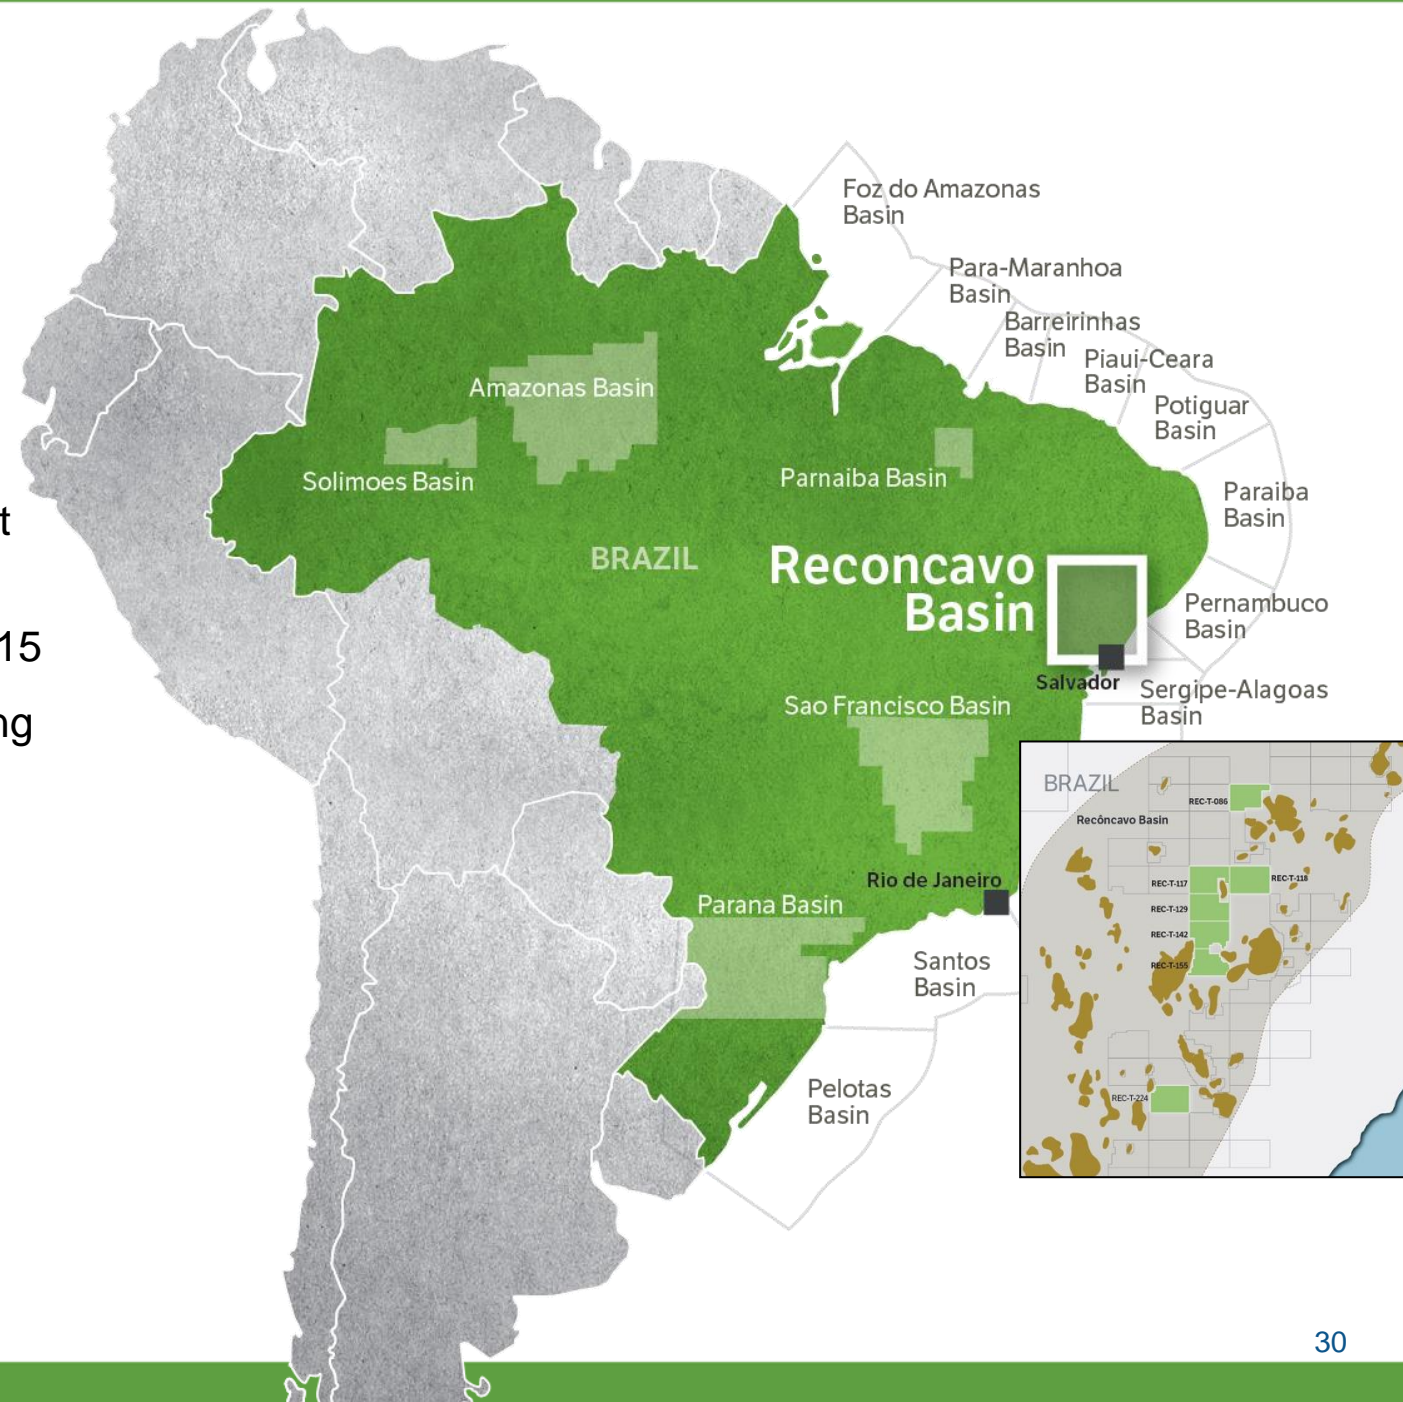 Foz do Amazonas
Basin
Para-Maranhoa
Basin
Barreirinhas
Basin
Piaui-Ceara
Basin
Potiguar
Basin
Amazonas Basin
Solimoes Basin
Parnaiba Basin
Paraiba
Basin
t
BRAZIL
Reconcavo
Basin
Pernambuco
Basin
15
Salvador
Sergipe-Alagoas
Basin
ng
Sao Francisco Basin
BRAZIL
REC-T-086
Recôncavo Basin
Rio de Janeiro
REC-T-117
REC-T-118
Parana Basin
REC-T-129
REC-T-142
Santos
Basin
REC-T-155
Pelotas
Basin
REC-T-224
30